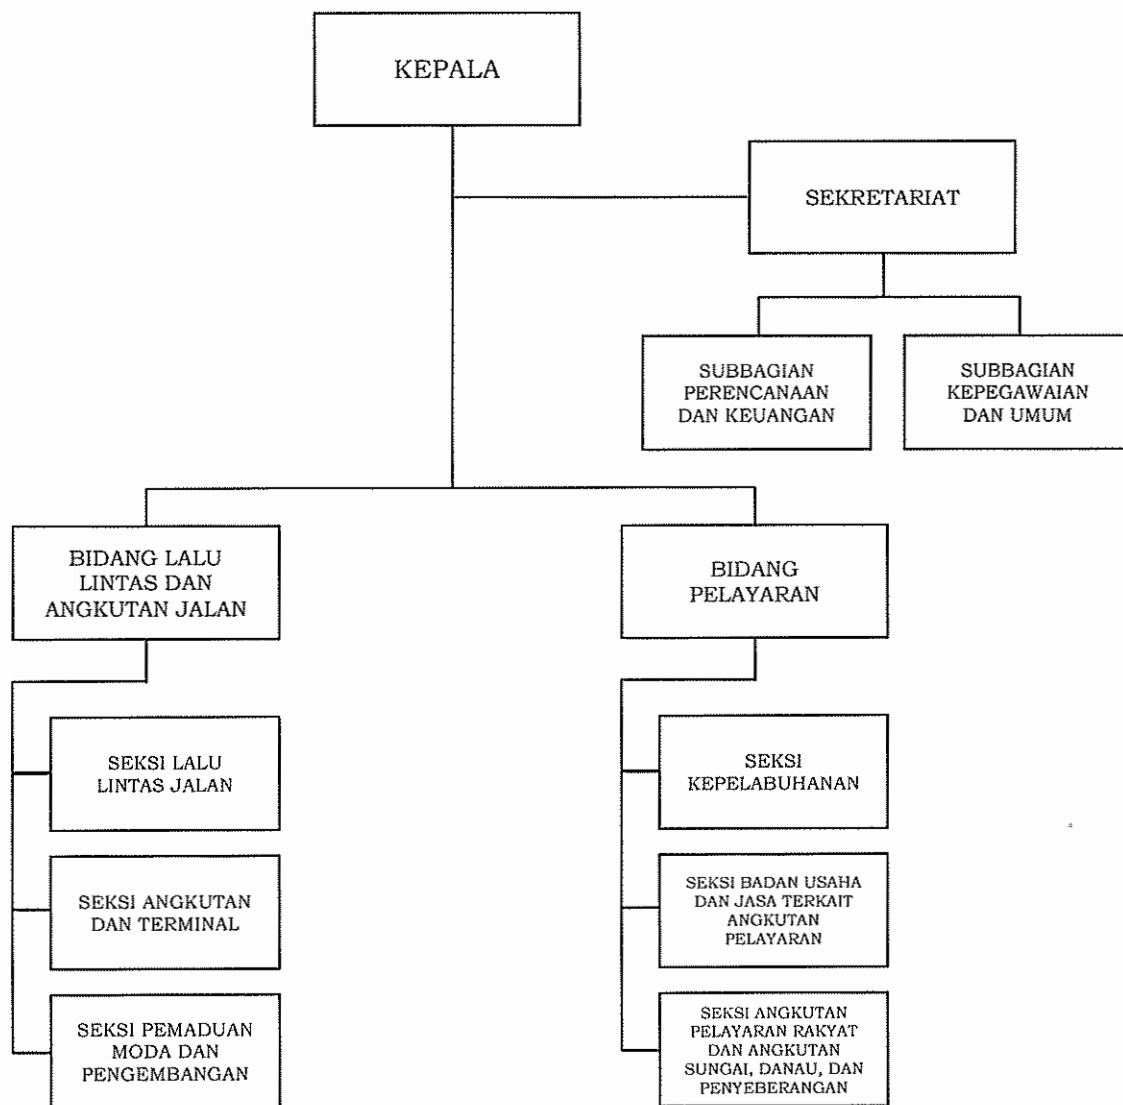 KEPALA
SEKRETARIAT
SUBBAGIAN
PERENCANAAN
DAN KEUANGAN
SUBBAGIAN
KEPEGAWAIAN
DAN UMUM
BIDANG LALU
LINTAS DAN
ANGKUTAN JALAN
SEKSI LALU
LINTAS JALAN
SEKSI ANGKUTAN
DAN TERMINAL
SEKSI PEMADUAN
MODA DAN
PENGEMBANGAN
BIDANG
PELAYARAN
SEKSI
KEPELABUHANAN
SEKSI BADAN USAHA
DAN JASA TERKAIT
ANGKUTAN
PELAYARAN
SEKSI ANGKUTAN
PELAYARAN RAKYAT
DAN ANGKUTAN
SUNGAI, DANAU, DAN
PENYEBERANGAN